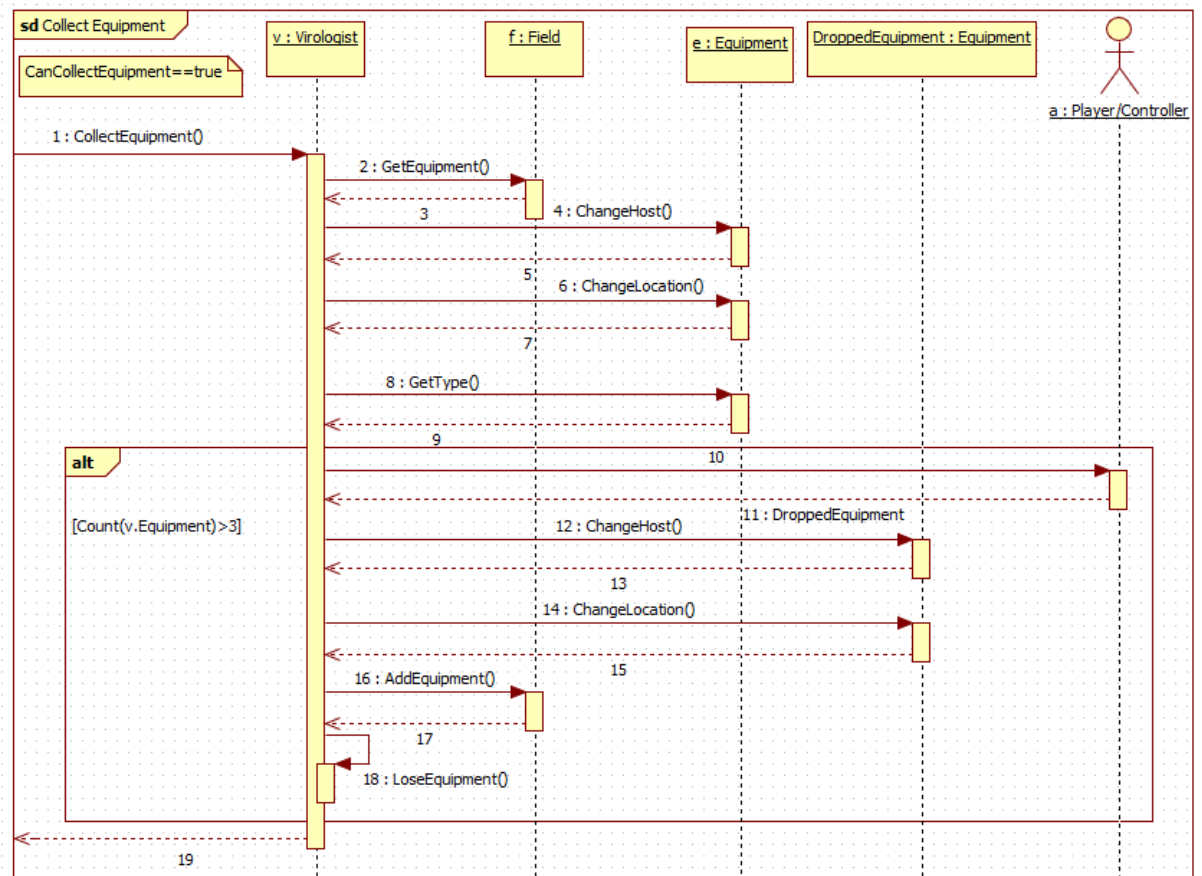 sd Collect Equipment
v : Virologist
f : Field
e : Equipment
DroppedEquipment : Equipment
a : Player/Controller
CanCollectEquipment==true
1 : CollectEquipment()
2 : GetEquipment()
3
4 : ChangeHost()
5
6 : ChangeLocation()
7
8 : GetType()
9
alt
10
[Count(v.Equipment)>3]
11 : DroppedEquipment
12 : ChangeHost()
13
14 : ChangeLocation()
15
16 : AddEquipment()
17
18 : LoseEquipment()
19